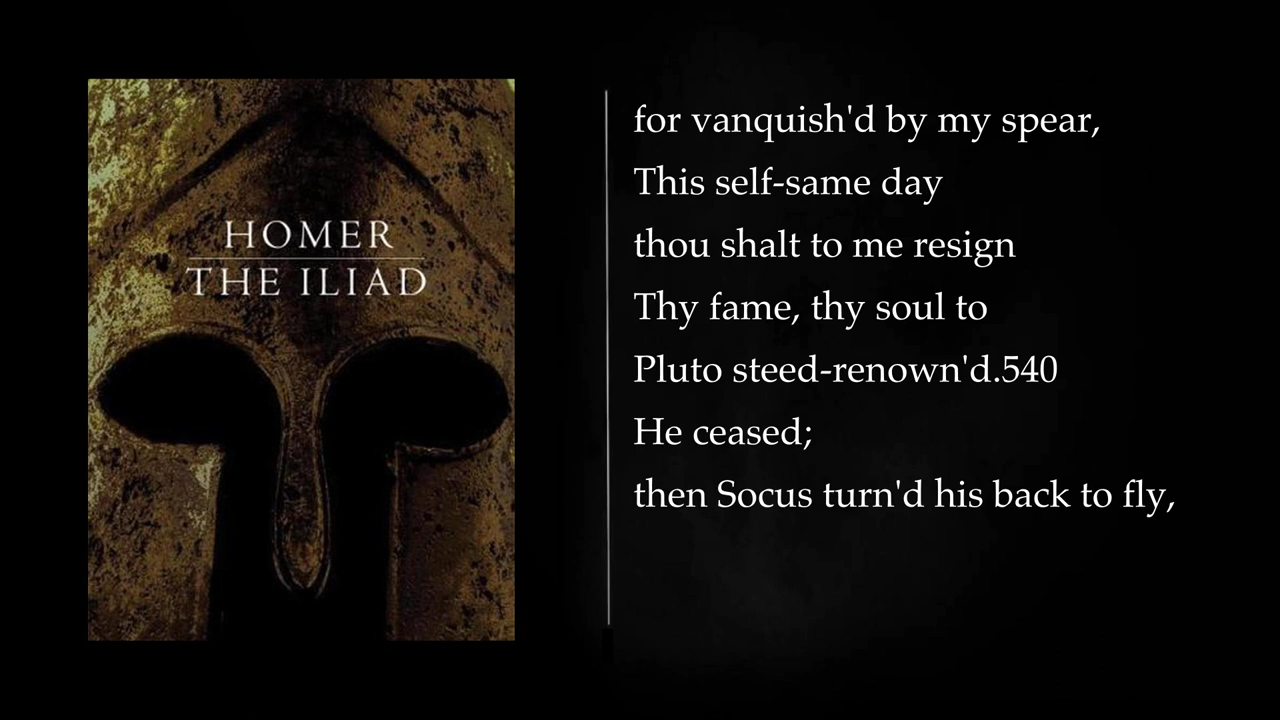 HOMER
THE ILIAD
for vanquish'd by my spear,
This self-same day
thou shalt to me resign
Thy fame, thy soul to
Pluto steed-renown'd.540
He ceased;
then Socus turn'd his back to fly,